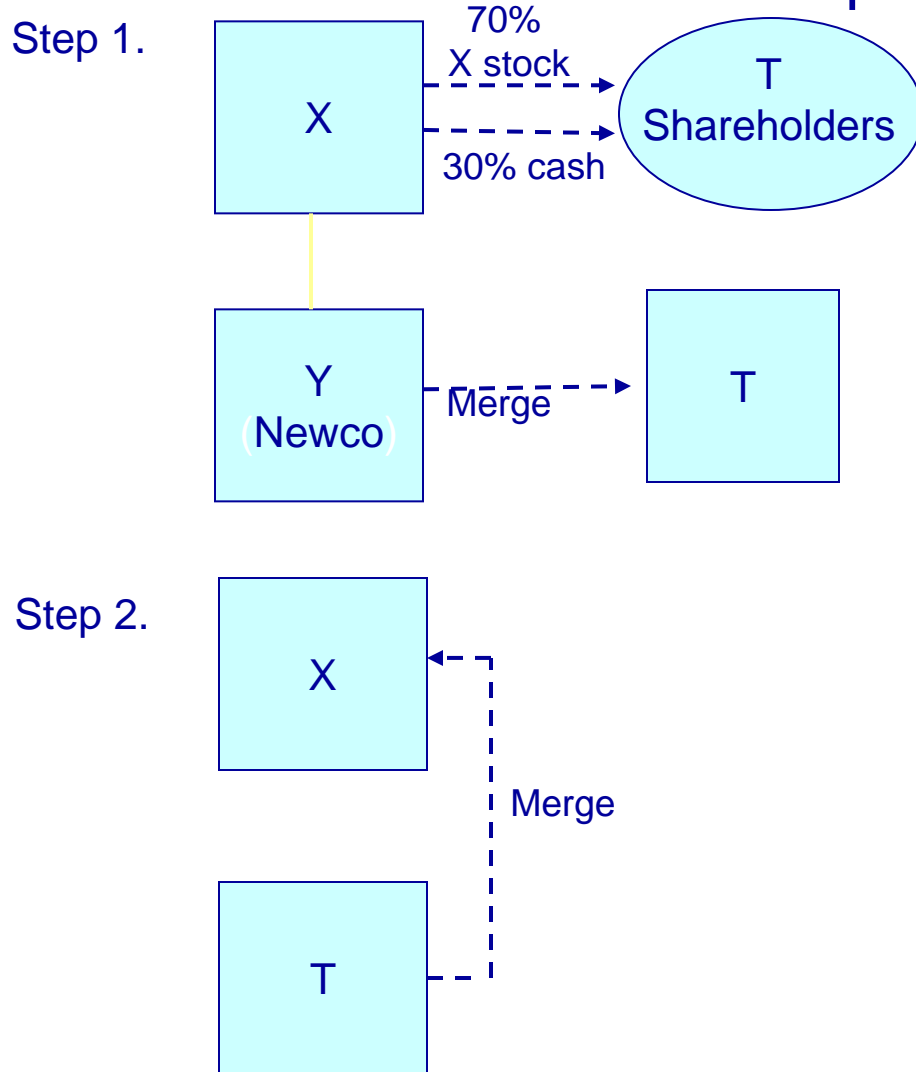 Step 1.
70%
X stock
X
30% cash
T
Shareholders
Y
(Newco)
Merge
T
Step 2.
X
Merge
T